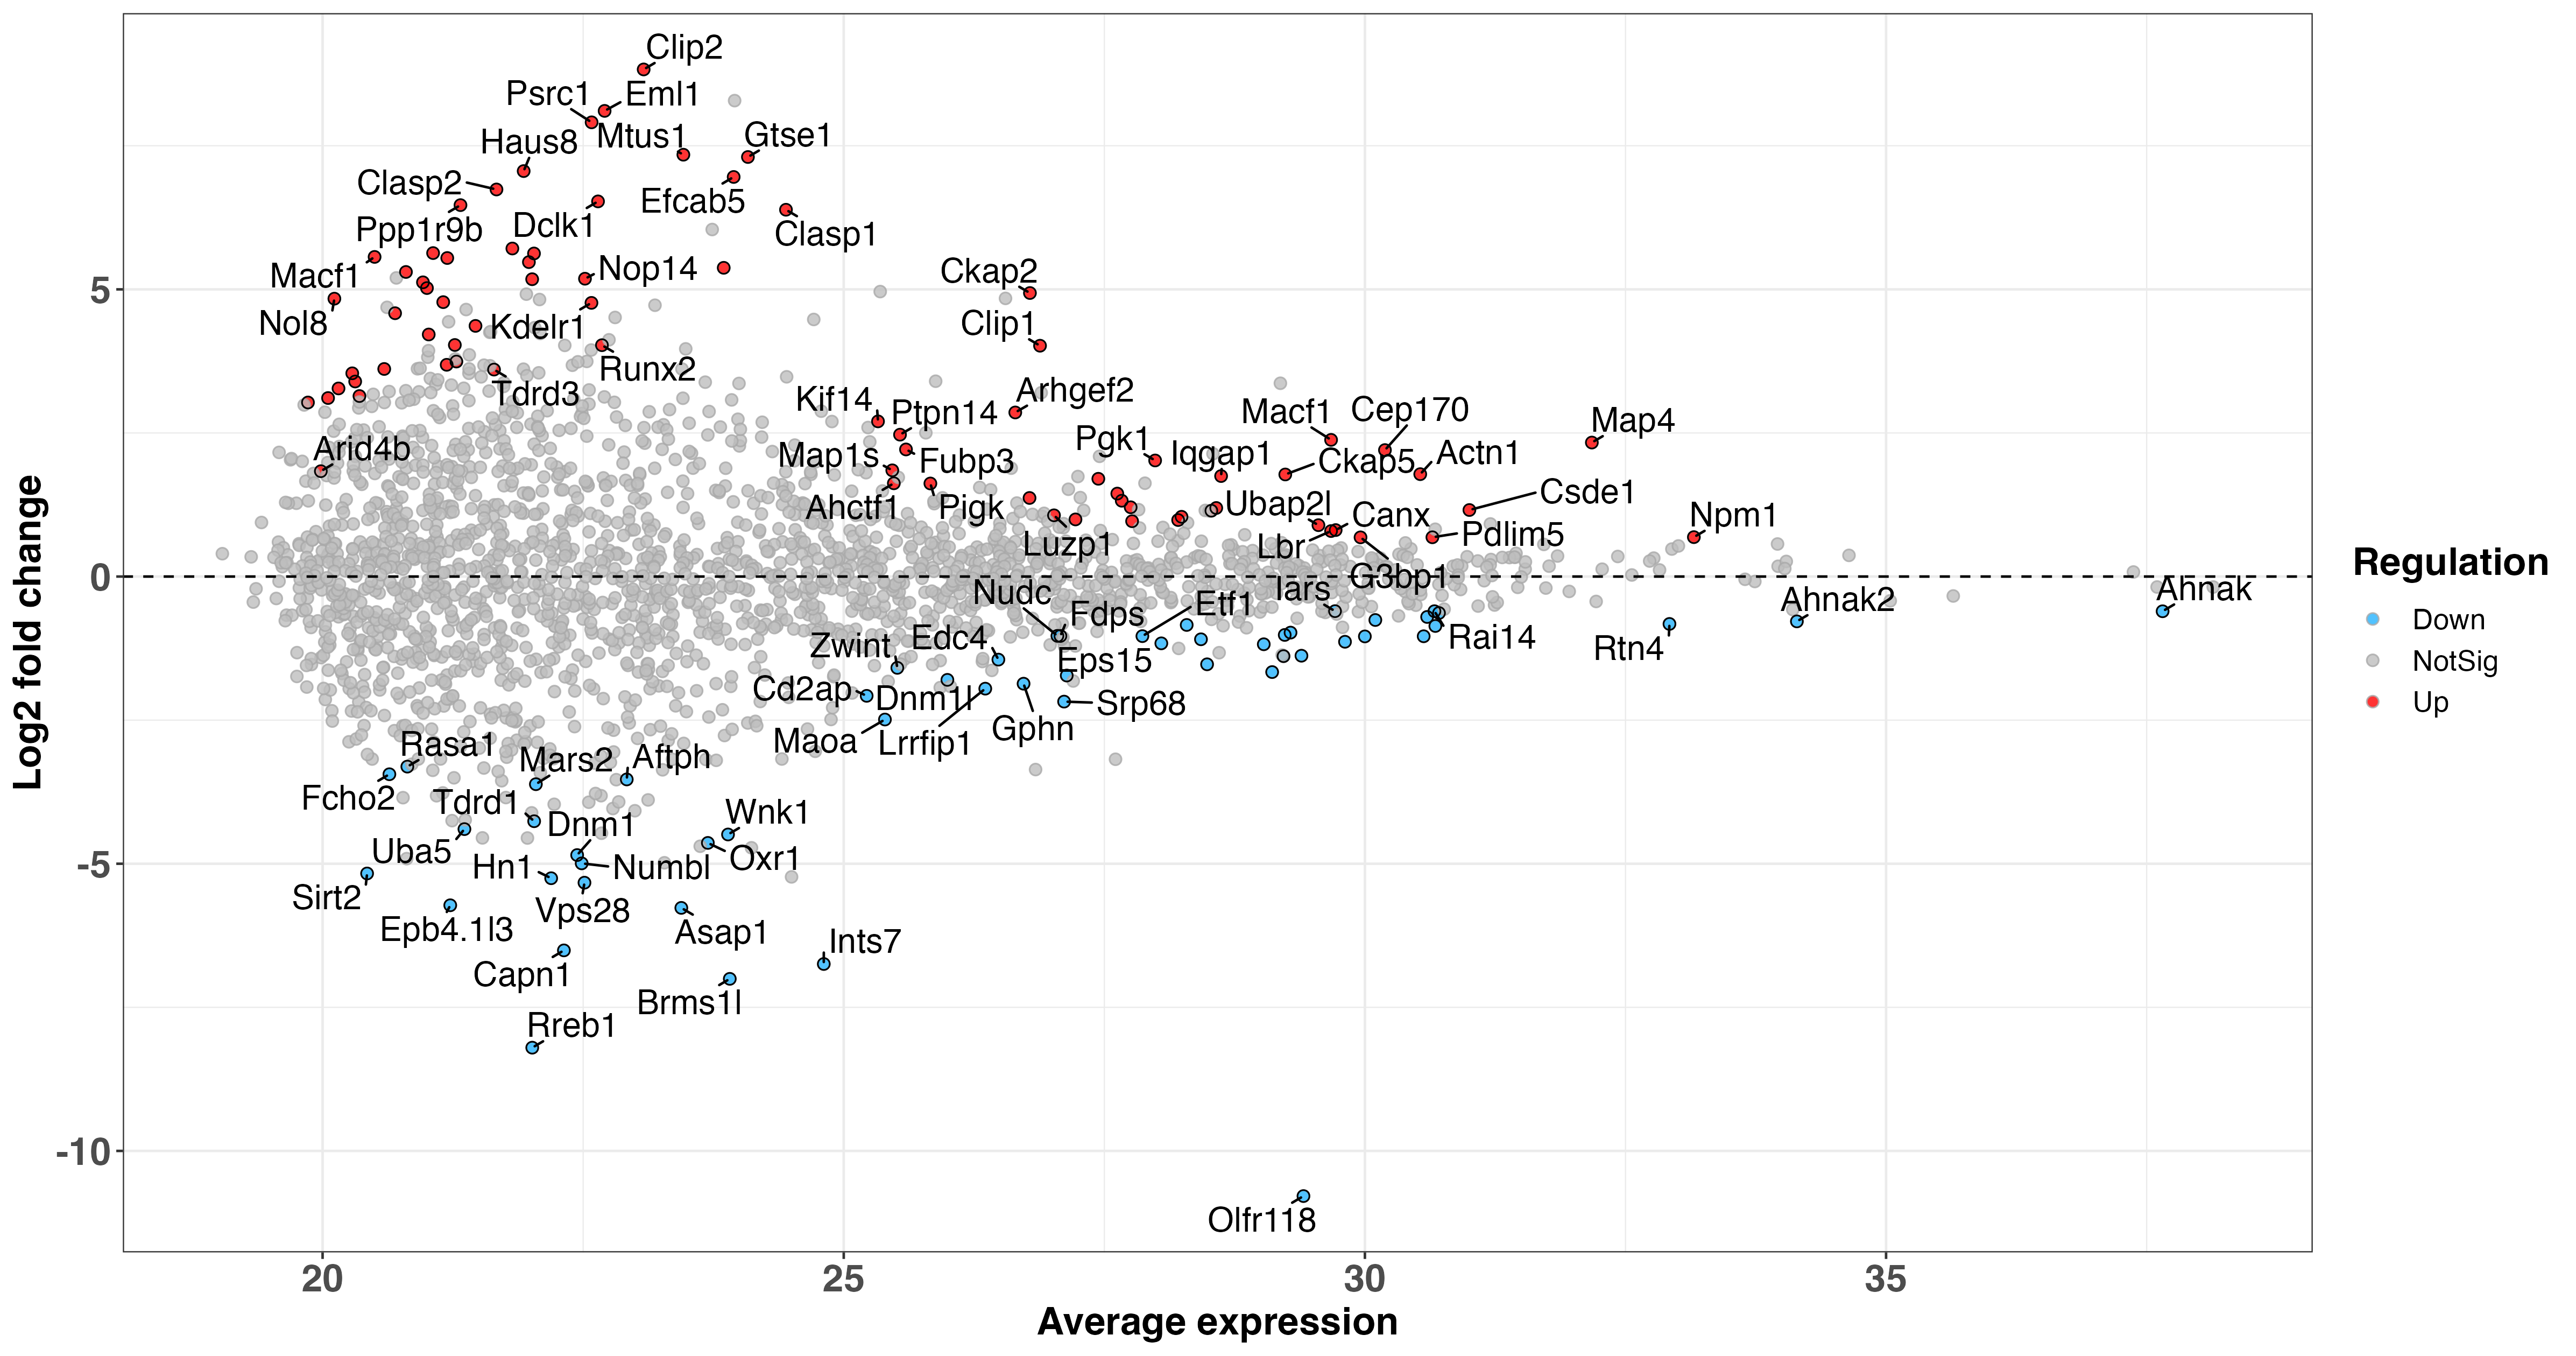 Clip2
Psrc1
Eml1
Mtus1
Gtse1
Haus8
Clasp2
Efcab5
Ppp1r9b
Dclk1
Clasp1
Macf1
Nop14
Ckap2
Nol8
Kdelr1
Clip1
Runx2
Tdrd3
Kif14
Ptpn14
Arhgef2
Macf1
Cep170
Map4
Arid4b
Map1s
Fubp3
Pgk1
Iqgap1
Ckap5
Actn1
Ahctf1
Pigk
Ubap2l
Canx
Csde1
Luzp1
Lbr
Pdlim5
Npm1
G3bp1
Nudc
Fdps
Etf1
Iars
Ahnak2
Ahnak
Zwint
Edc4
Eps15
Rai14
Rtn4
Cd2ap
Dnm1l
Srp68
Maoa
Lrrfip1
Gphn
Rasa1
Mars2
Aftph
Fcho2
Tdrd1
Dnm1
Wnk1
Uba5
Hn1
Numbl
Oxr1
Sirt2
Vps28
Epb4.1l3
Asap1
Ints7
Capn1
Brms1l
Rreb1
Olfr118
5
0
-5
-10
20
25
30
35
Log2 fold change
Average expression
Regulation
Down
NotSig
Up